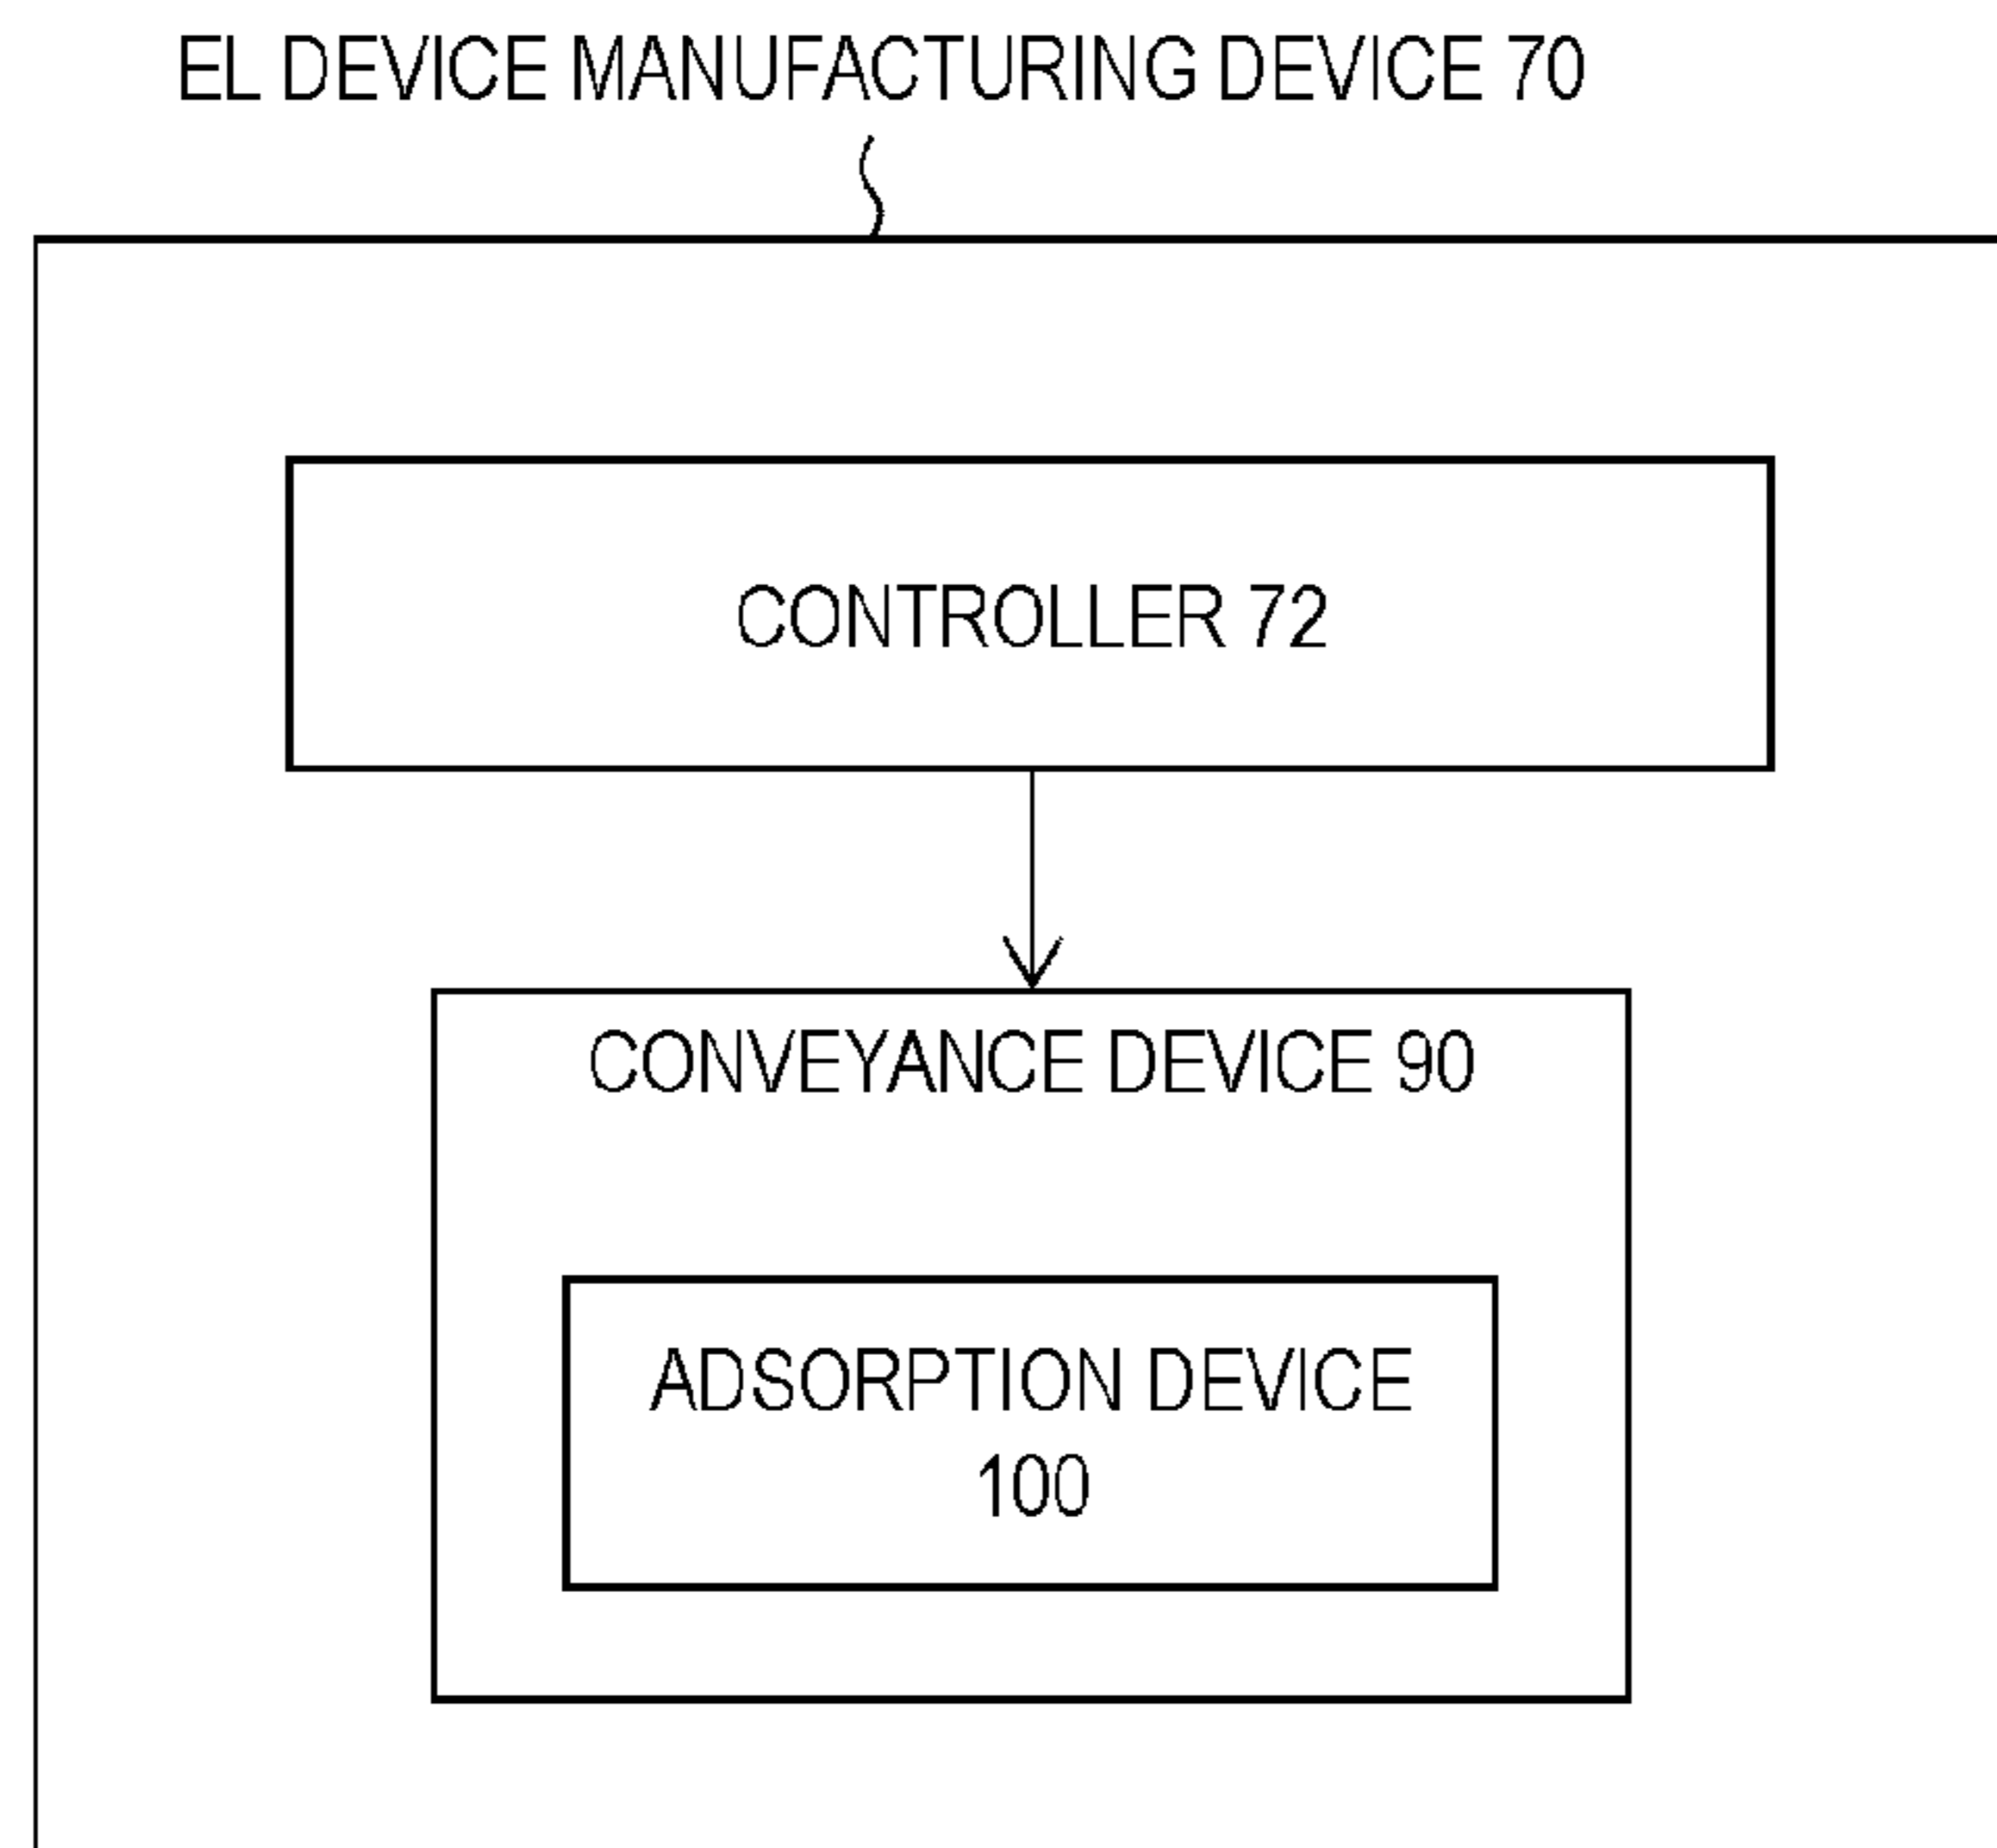 EL DEVICE MANUFACTURING DEVICE 70
CONTROLLER 72
CONVEYANCE DEVICE 90
ADSORPTION DEVICE
100